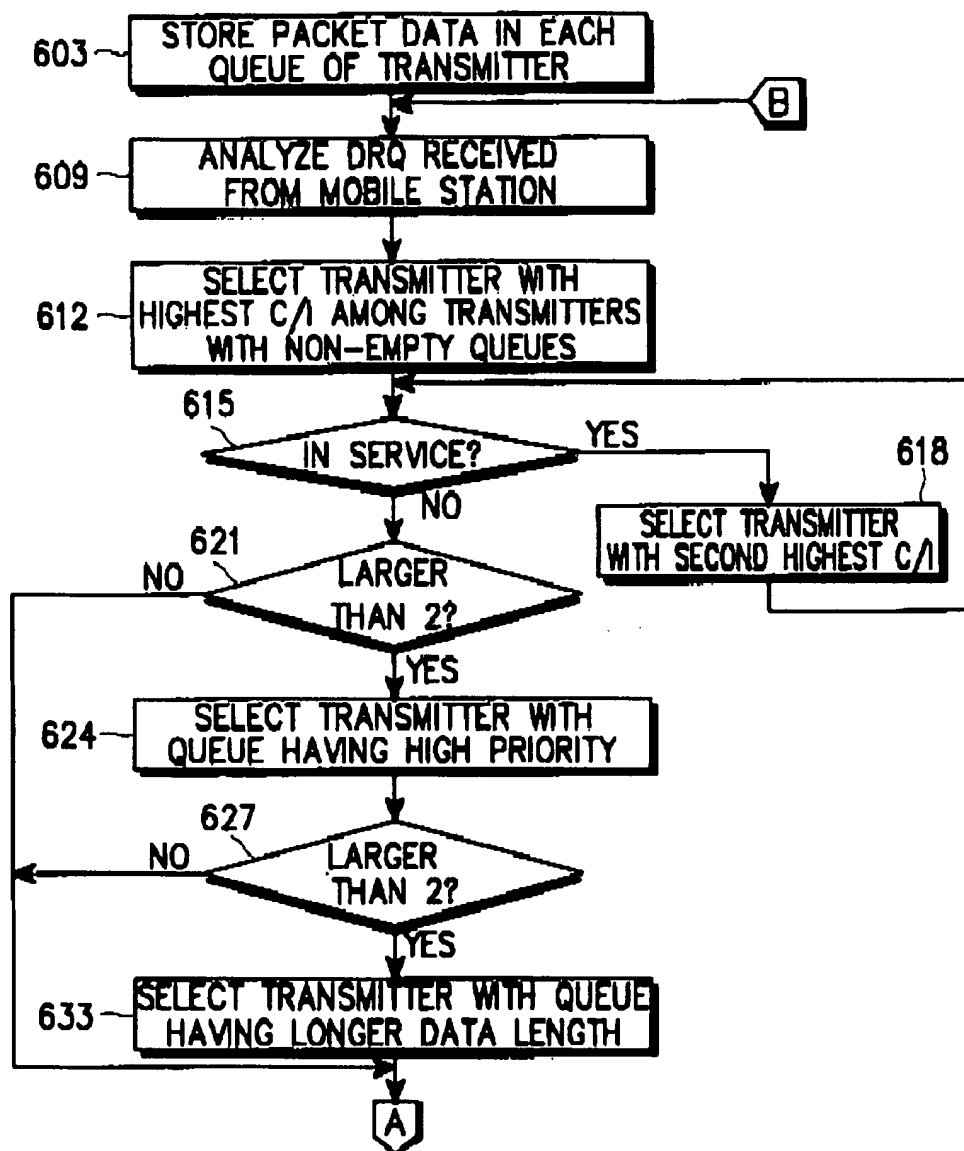 603
STORE PACKET DATA IN EACH
QUEUE OF TRANSMITTER
B
609
ANALYZE DRQ RECEIVED
FROM MOBILE STATION
612
SELECT TRANSMITTER WITH
HIGHEST C/I AMONG TRANSMITTERS
WITH NON-EMPTY QUEUES
615
IN SERVICE?
YES
NO
618
SELECT TRANSMITTER
WITH SECOND HIGHEST C/I
621
NO
LARGER
THAN 2?
YES
624
SELECT TRANSMITTER WITH
QUEUE HAVING HIGH PRIORITY
627
NO
LARGER
THAN 2?
YES
633
SELECT TRANSMITTER WITH QUEUE
HAVING LONGER DATA LENGTH
A